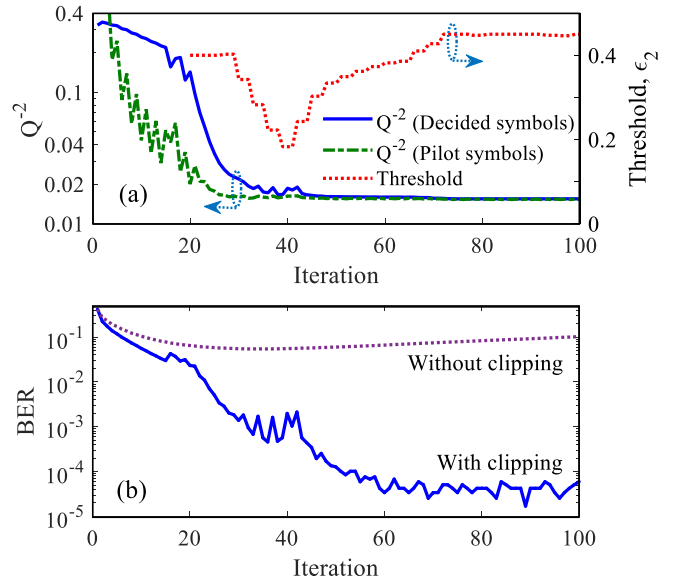 0.4
0.1
0.04
0.02
0.01
Q^-2
0.4
0.2
0
Threshold, ϵ_2
Q^-2 (Decided symbols)
Q^-2 (Pilot symbols)
Threshold
(a)
0 20 40 60 80 100
Iteration
10^-1
10^-2
10^-3
10^-4
10^-5
BER
Without clipping
With clipping
(b)
0 20 40 60 80 100
Iteration